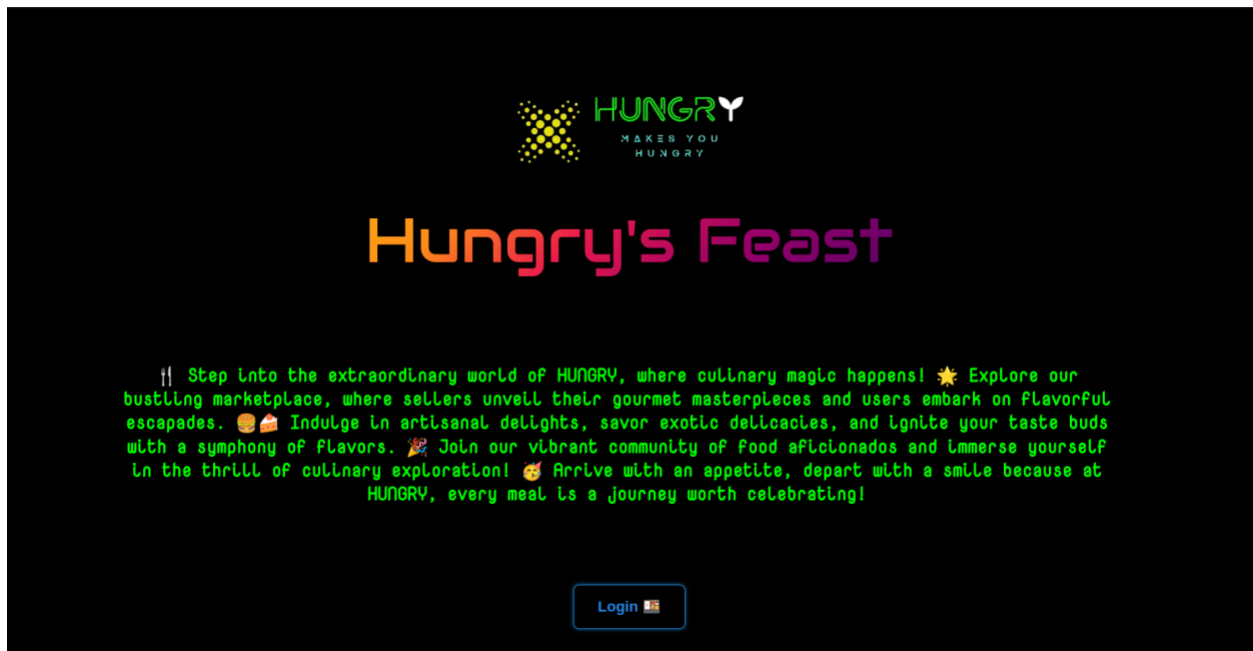 HUNGRY
MAKES YOU
HUNGRY
Hungry's Feast
🍴 Step into the extraordinary world of HUNGRY, where culinary magic happens! 🌟 Explore our
bustling marketplace, where sellers unveil their gourmet masterpieces and users embark on flavorful
escapades. 🍔🍰 Indulge in artisanal delights, savor exotic delicacies, and ignite your taste buds
with a symphony of flavors. 🎉 Join our vibrant community of food aficionados and immerse yourself
in the thrill of culinary exploration! 🥳 Arrive with an appetite, depart with a smile because at
HUNGRY, every meal is a journey worth celebrating!
Login 🍱